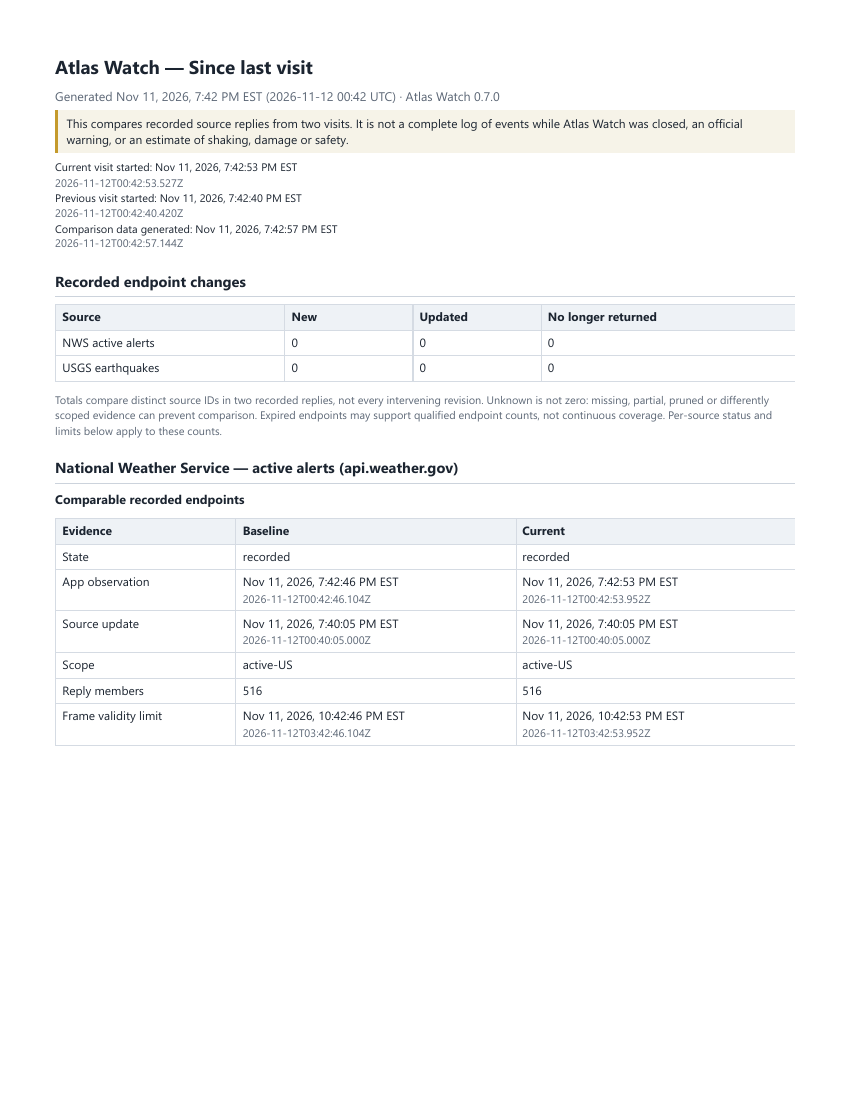 Atlas Watch — Since last visit
Generated Nov 11, 2026, 7:42 PM EST (2026-11-12 00:42 UTC) · Atlas Watch 0.7.0
This compares recorded source replies from two visits. It is not a complete log of events while Atlas Watch was closed, an official
warning, or an estimate of shaking, damage or safety.
Current visit started: Nov 11, 2026, 7:42:53 PM EST
2026-11-12T00:42:53.527Z
Previous visit started: Nov 11, 2026, 7:42:40 PM EST
2026-11-12T00:42:40.420Z
Comparison data generated: Nov 11, 2026, 7:42:57 PM EST
2026-11-12T00:42:57.144Z
Recorded endpoint changes
Source New Updated No longer returned
NWS active alerts 0 0 0
USGS earthquakes 0 0 0
Totals compare distinct source IDs in two recorded replies, not every intervening revision. Unknown is not zero: missing, partial, pruned or differently
scoped evidence can prevent comparison. Expired endpoints may support qualified endpoint counts, not continuous coverage. Per-source status and
limits below apply to these counts.
National Weather Service — active alerts (api.weather.gov)
Comparable recorded endpoints
Evidence Baseline Current
State recorded recorded
App observation Nov 11, 2026, 7:42:46 PM EST Nov 11, 2026, 7:42:53 PM EST
2026-11-12T00:42:46.104Z 2026-11-12T00:42:53.952Z
Source update Nov 11, 2026, 7:40:05 PM EST Nov 11, 2026, 7:40:05 PM EST
2026-11-12T00:40:05.000Z 2026-11-12T00:40:05.000Z
Scope active-US active-US
Reply members 516 516
Frame validity limit Nov 11, 2026, 10:42:46 PM EST Nov 11, 2026, 10:42:53 PM EST
2026-11-12T03:42:46.104Z 2026-11-12T03:42:53.952Z